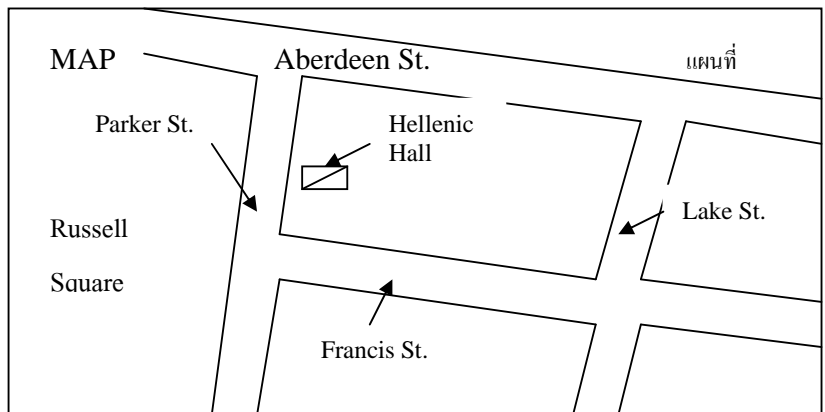 MAP
Aberdeen St.
แผนที่
Parker St.
Hellenic
Hall
Lake St.
Russell
Square
Francis St.